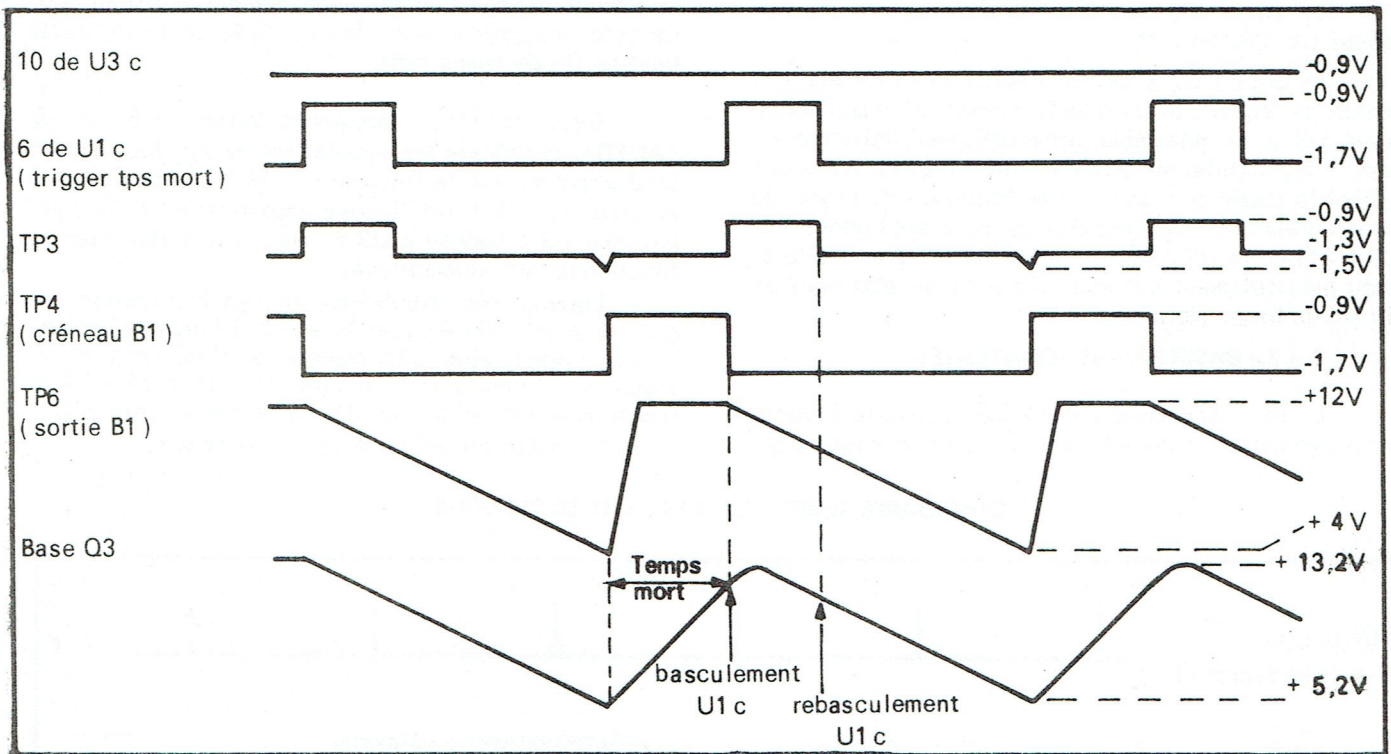 10 de U3 c
-0,9V
-0,9V
6 de U1 c
( trigger tps mort )
-1,7V
-0,9V
TP3
-1,3V
-1,5V
TP4
( créneau B1 )
-0,9V
-1,7V
TP6
( sortie B1 )
+12V
+ 4V
Base Q3
Temps
mort
+ 13,2V
basculement
U1 c
rebasculement
U1 c
+ 5,2V